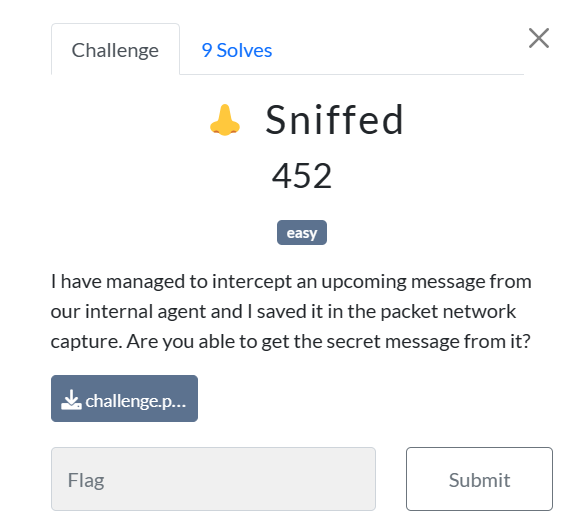 Challenge
9 Solves
Sniffed
452
easy
I have managed to intercept an upcoming message from
our internal agent and I saved it in the packet network
capture. Are you able to get the secret message from it?
challenge.p...
Flag
Submit